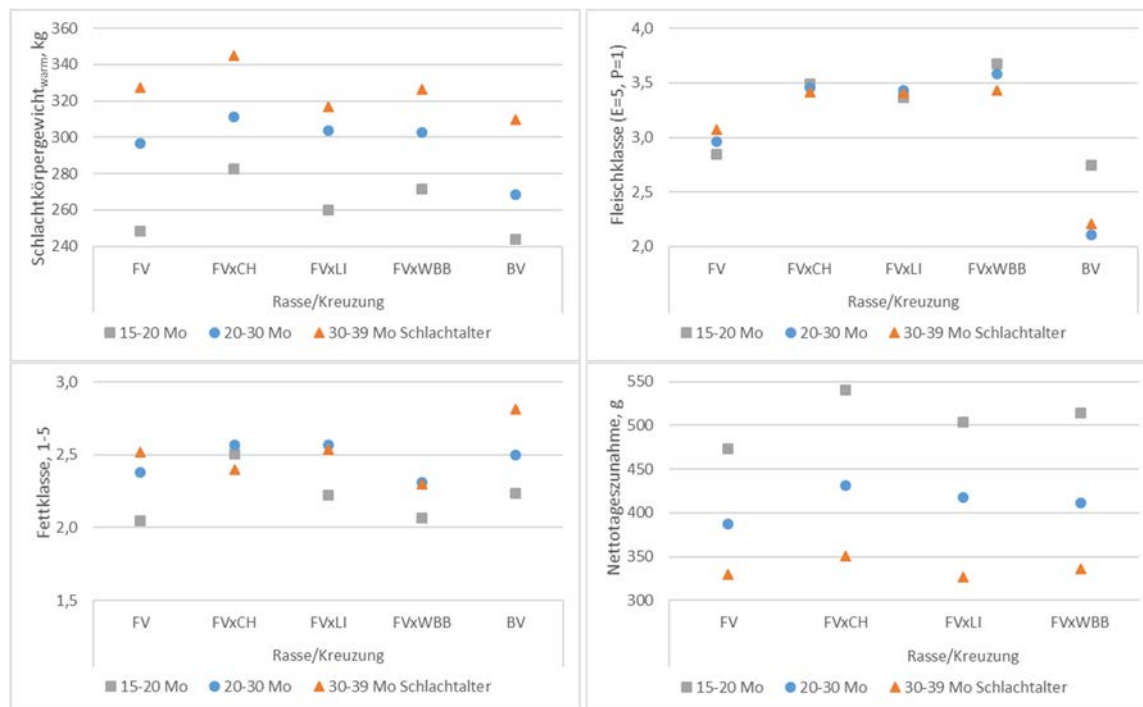 Schlachtkörpergewicht warm, kg
360
340
320
300
280
260
240
FV FVxCH FVxLI FVxWBB BV
Rasse/Kreuzung
15-20 Mo 20-30 Mo 30-39 Mo Schlachtalter
Fleischklasse (E=5, P=1)
4,0
3,5
3,0
2,5
2,0
FV FVxCH FVxLI FVxWBB BV
Rasse/Kreuzung
15-20 Mo 20-30 Mo 30-39 Mo Schlachtalter
Fettklasse, 1-5
3,0
2,5
2,0
1,5
FV FVxCH FVxLI FVxWBB BV
Rasse/Kreuzung
15-20 Mo 20-30 Mo 30-39 Mo Schlachtalter
Nettotageszunahme, g
550
500
450
400
350
300
FV FVxCH FVxLI FVxWBB
Rasse/Kreuzung
15-20 Mo 20-30 Mo 30-39 Mo Schlachtalter